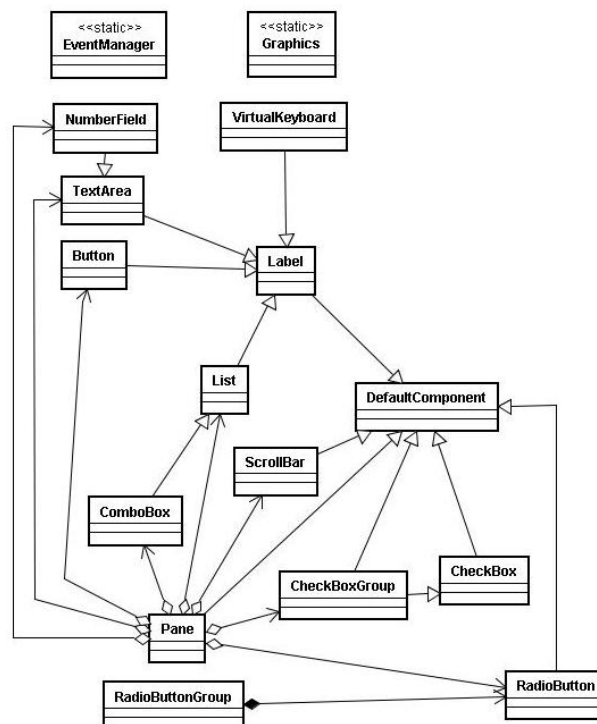 <<static>>
EventManager
<<static>>
Graphics
NumberField
VirtualKeyboard
TextArea
Button
Label
List
DefaultComponent
ScrollBar
ComboBox
CheckBoxGroup
CheckBox
Pane
RadioButtonGroup
RadioButton